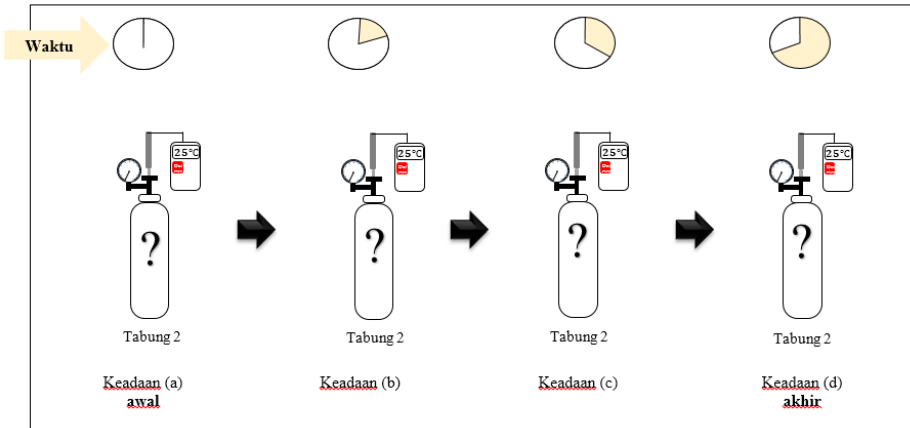 Waktu
25°C
25°C
25°C
25°C
?
?
?
?
Tabung 2
Tabung 2
Tabung 2
Tabung 2
Keadaan (a)
awal
Keadaan (b)
Keadaan (c)
Keadaan (d)
akhir